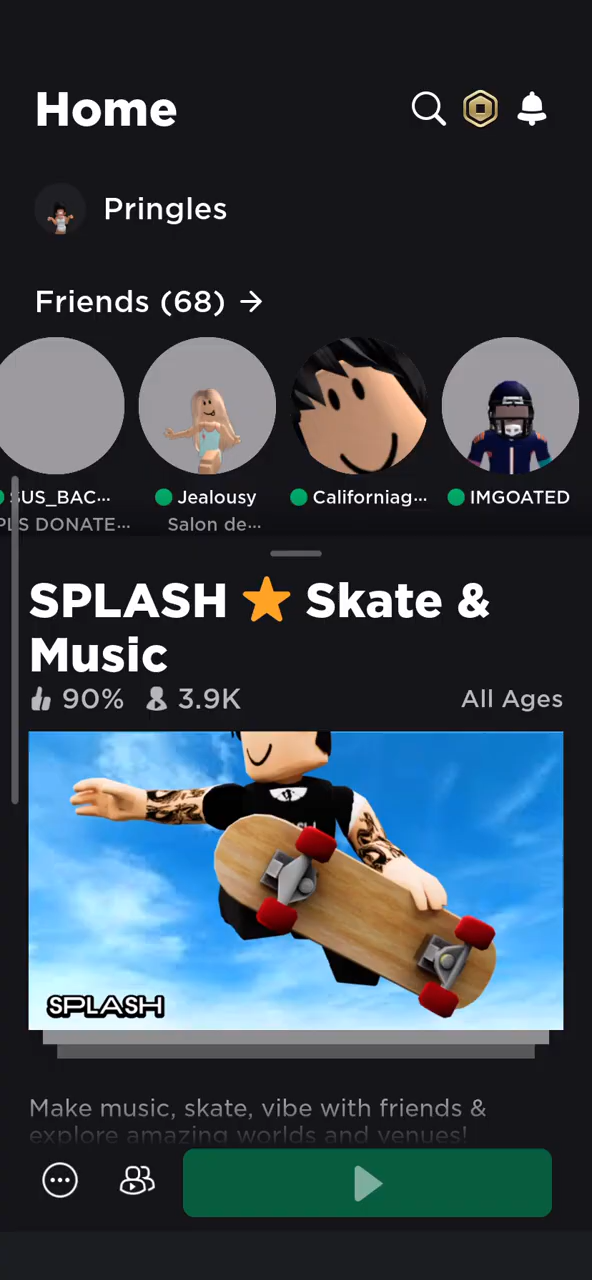 Home
Pringles
Friends (68) →
SUS_BAC... Jealousy Californiag... IMGOATED
PLS DONATE... Salon de...
SPLASH ⭐ Skate &
Music
90% 3.9K All Ages
SPLASH
Make music, skate, vibe with friends &
explore amazing worlds and venues!